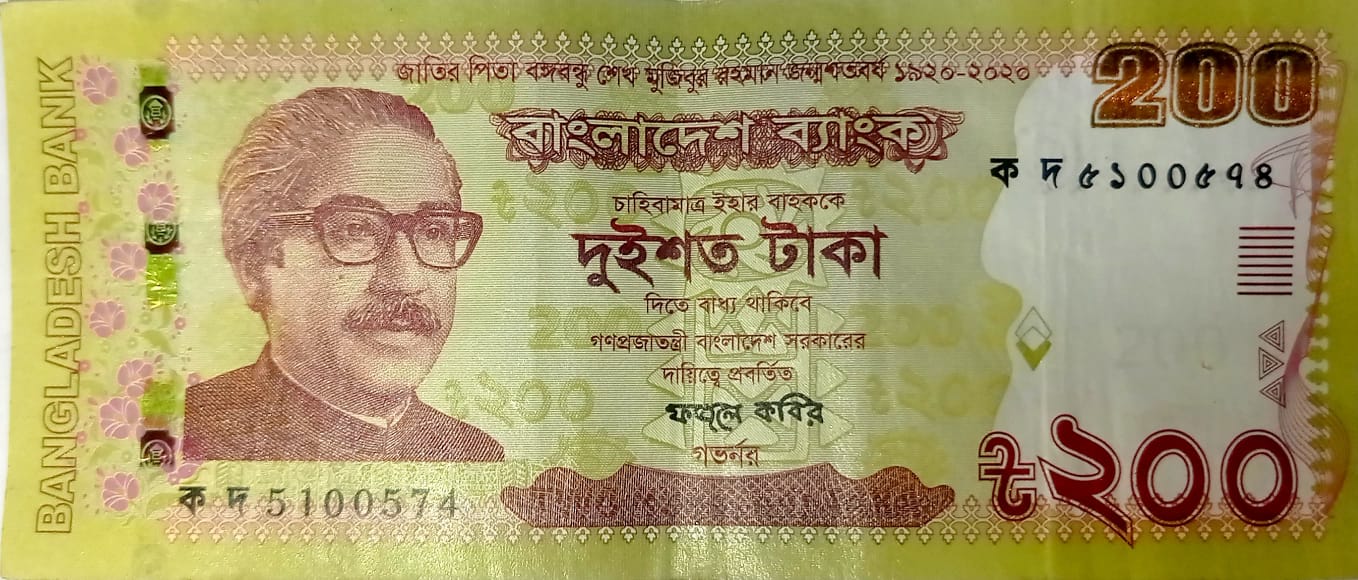 জাতির পিতা বঙ্গবন্ধু শেখ মুজিবুর রহমান জন্মশতবর্ষ ১৯২০-২০২০
200
BANGLADESH BANK
বাংলাদেশ ব্যাংক
ক দ ৫১০০৫৭৪
চাহিবামাত্র ইহার বাহককে
দুইশত টাকা
দিতে বাধ্য থাকিবে
গণপ্রজাতন্ত্রী বাংলাদেশ সরকারের
দায়িত্বে প্রবর্তিত
ফজলে কবির
গভর্নর
ক দ 5100574
৳২০০